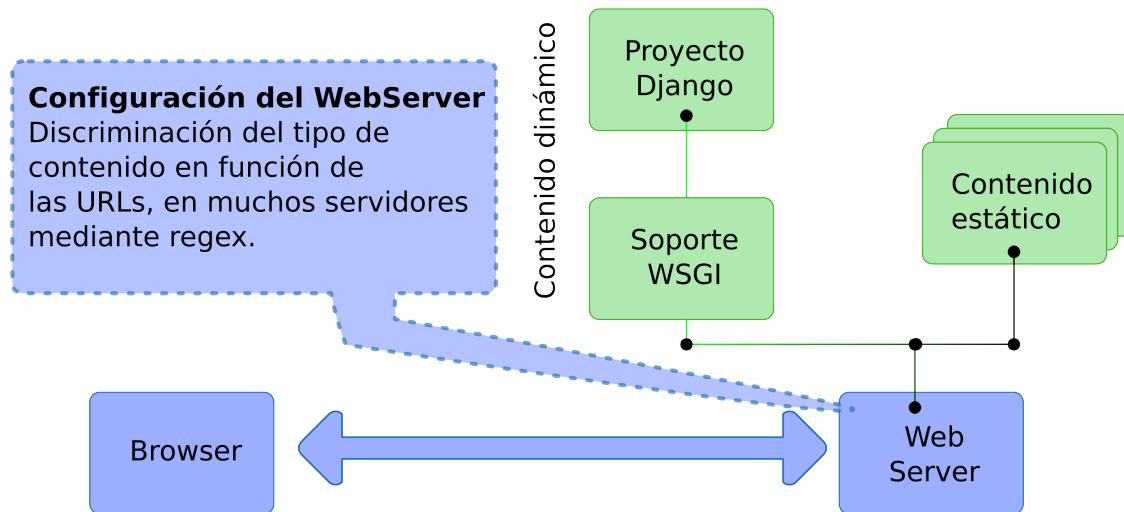 Configuración del WebServer
Discriminación del tipo de
contenido en función de
las URLs, en muchos servidores
mediante regex.
Contenido dinámico
Proyecto
Django
Soporte
WSGI
Contenido
estático
Browser
Web
Server